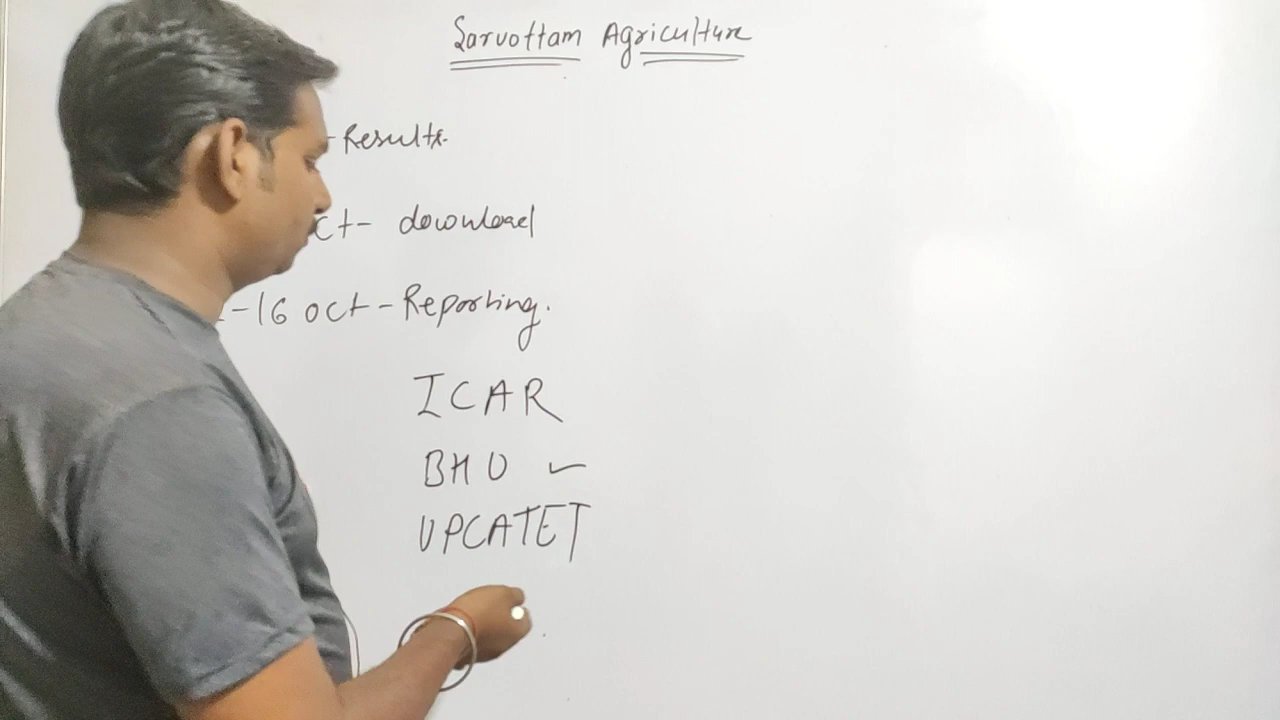 Sarvottam Agriculture
- Results.
ct - download
- 16 oct - Reporting.
ICAR
BHU ✓
UPCATET